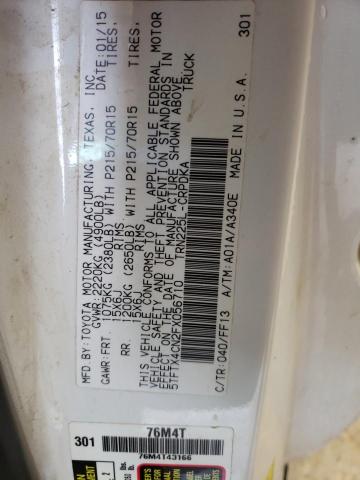 MFD.BY:TOYOTA MOTOR MANUFACTURING, TEXAS, INC. DATE: 01/15
GVWR:2220KG (4900LB)
GAWR:FRT. 1075KG (2380LB) WITH P215/70R15 TIRES,
15X6J RIMS
RR. 1200KG (2650LB) WITH P215/70R15 TIRES,
15X6J RIMS
THIS VEHICLE CONFORMS TO ALL APPLICABLE FEDERAL MOTOR
VEHICLE SAFETY AND THEFT PREVENTION STANDARDS IN
EFFECT ON THE DATE OF MANUFACTURE SHOWN ABOVE.
5TFTX4CN2FX056710 TRUCK
TRN225L-CRPDKA
C/TR:040/FF13 A/TM:A01A/A340E MADE IN U.S.A. 301
301
76M4T
76M4T43166